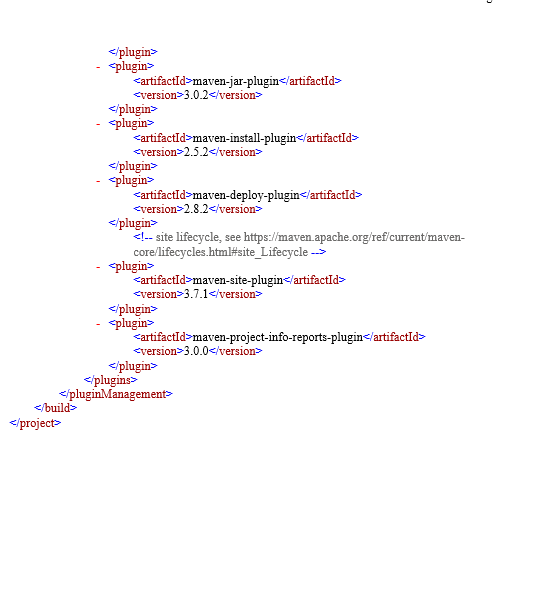 </plugin>
- <plugin>
<artifactId>maven-jar-plugin</artifactId>
<version>3.0.2</version>
</plugin>
- <plugin>
<artifactId>maven-install-plugin</artifactId>
<version>2.5.2</version>
</plugin>
- <plugin>
<artifactId>maven-deploy-plugin</artifactId>
<version>2.8.2</version>
</plugin>
<!-- site lifecycle, see https://maven.apache.org/ref/current/maven-
core/lifecycles.html#site_Lifecycle -->
- <plugin>
<artifactId>maven-site-plugin</artifactId>
<version>3.7.1</version>
</plugin>
- <plugin>
<artifactId>maven-project-info-reports-plugin</artifactId>
<version>3.0.0</version>
</plugin>
</plugins>
</pluginManagement>
</build>
</project>